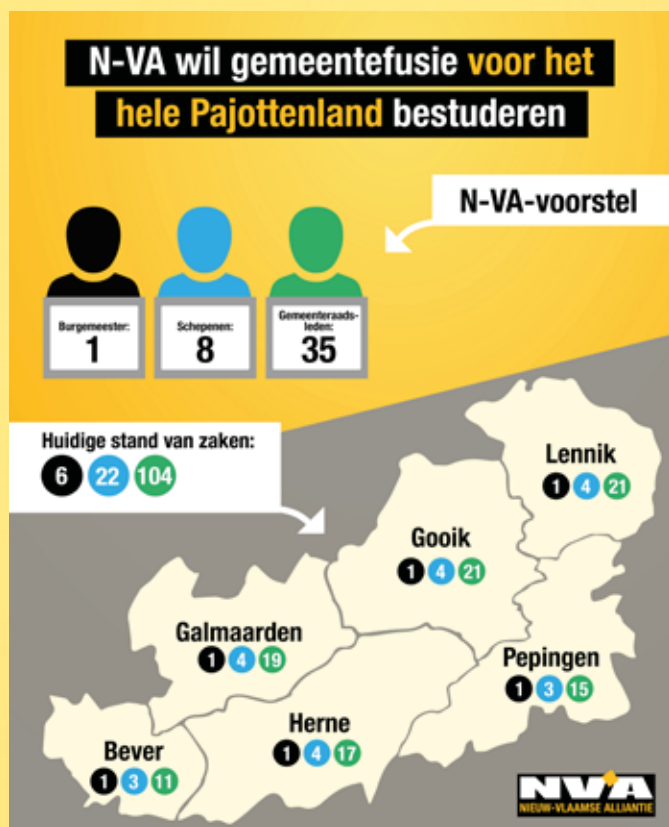 N-VA wil gemeentefusie voor het
hele Pajottenland bestuderen
N-VA-voorstel
Burgemeester:
1
Schepenen:
8
Gemeenteraads-
leden:
35
Huidige stand van zaken:
6 22 104
Lennik
1 4 21
Gooik
1 4 21
Galmaarden
1 4 19
Pepingen
1 3 15
Herne
1 4 17
Bever
1 3 11
N-VA
NIEUW-VLAAMSE ALLIANTIE